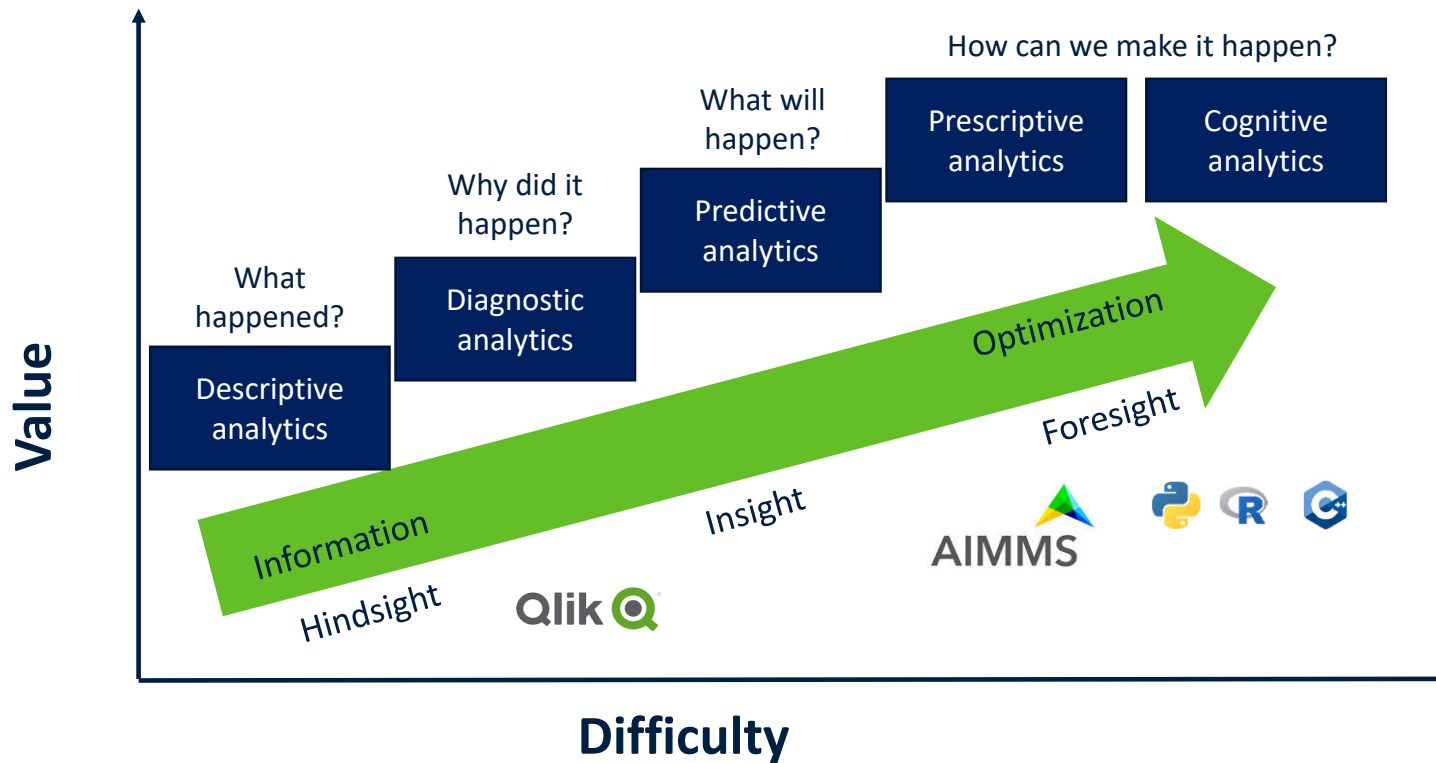 How can we make it happen?
Prescriptive
analytics
Cognitive
analytics
What will
happen?
Predictive
analytics
Why did it
happen?
Diagnostic
analytics
What
happened?
Descriptive
analytics
Value
Optimization
Foresight
Insight
Information
Hindsight
Qlik
AIMMS
R
C++
Difficulty